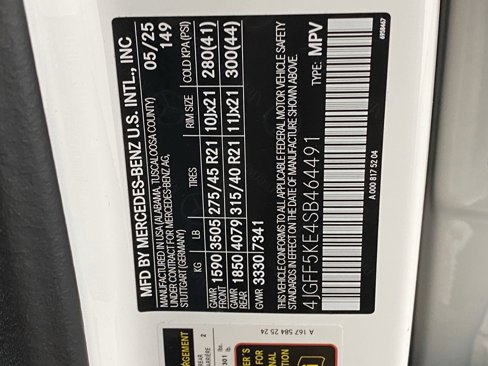 MFD BY MERCEDES-BENZ U.S. INTL., INC
MANUFACTURED IN USA (ALABAMA, TUSCALOOSA COUNTY)
UNDER CONTRACT FOR MERCEDES-BENZ AG,
STUTTGART (GERMANY)
05/25
149
KG LB TIRES RIM SIZE COLD KPA (PSI)
GAWR FRONT 1590 3505 275/45 R21 10Jx21 280(41)
GAWR REAR 1850 4079 315/40 R21 11Jx21 300(44)
GVWR 3330 7341
THIS VEHICLE CONFORMS TO ALL APPLICABLE FEDERAL MOTOR VEHICLE SAFETY
STANDARDS IN EFFECT ON THE DATE OF MANUFACTURE SHOWN ABOVE.
TYPE: MPV
4JGFF5KE4SB464491
A 000 817 52 04
6958467
A 167 584 25 24
2
ARRIÈRE